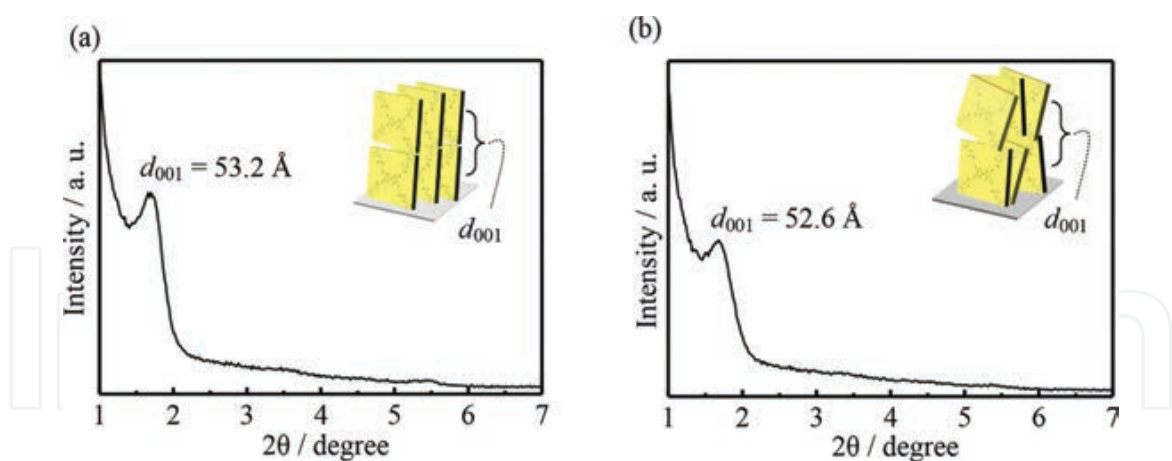 (a)
Intensity / a. u.
d001 = 53.2 Å
d001
1 2 3 4 5 6 7
2θ / degree
(b)
Intensity / a. u.
d001 = 52.6 Å
d001
1 2 3 4 5 6 7
2θ / degree